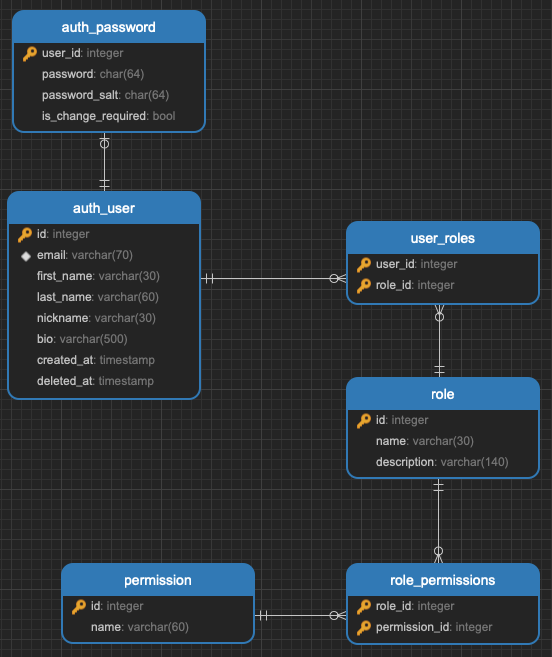 auth_password
user_id: integer
password: char(64)
password_salt: char(64)
is_change_required: bool
auth_user
id: integer
email: varchar(70)
first_name: varchar(30)
last_name: varchar(60)
nickname: varchar(30)
bio: varchar(500)
created_at: timestamp
deleted_at: timestamp
user_roles
user_id: integer
role_id: integer
role
id: integer
name: varchar(30)
description: varchar(140)
permission
id: integer
name: varchar(60)
role_permissions
role_id: integer
permission_id: integer